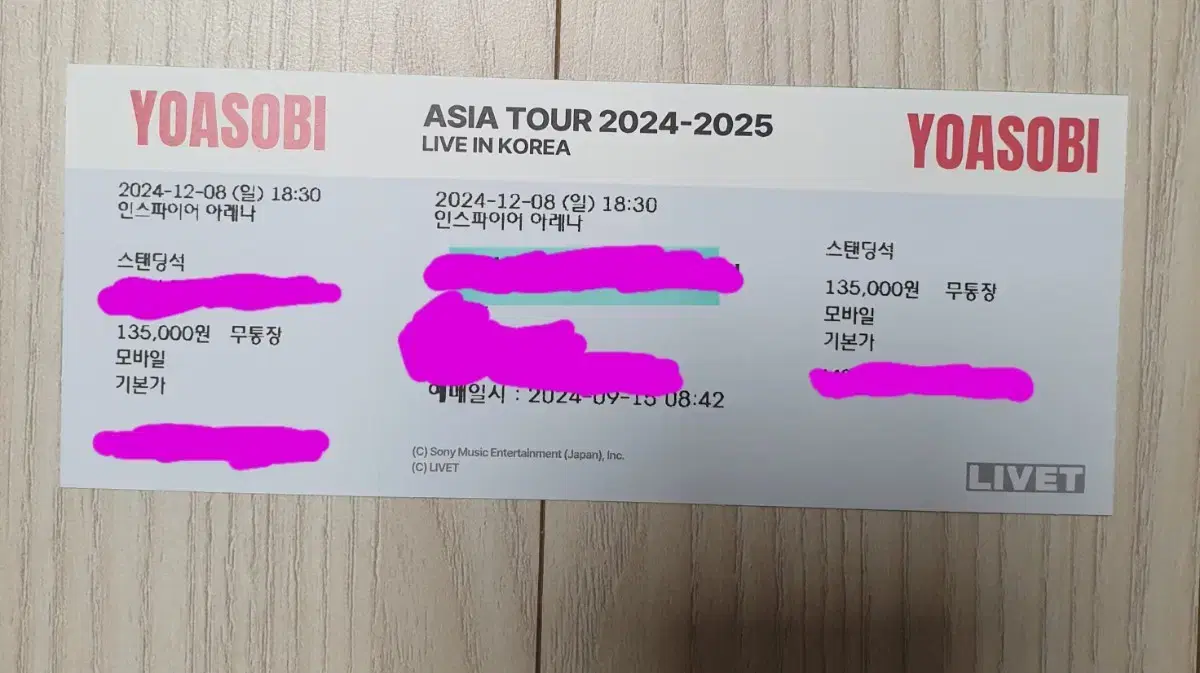 YOASOBI
2024-12-08 (일) 18:30
인스파이어 아레나
스탠딩석
135,000원 무통장
모바일
기본가
ASIA TOUR 2024-2025
LIVE IN KOREA
2024-12-08 (일) 18:30
인스파이어 아레나
예매일시 : 2024-09-15 08:42
(C) Sony Music Entertainment (Japan), Inc.
(C) LIVET
YOASOBI
스탠딩석
135,000원 무통장
모바일
기본가
LIVET